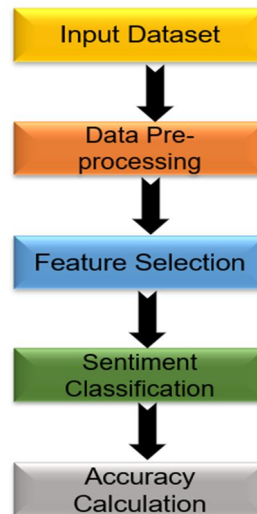 Input Dataset
Data Pre-
processing
Feature Selection
Sentiment
Classification
Accuracy
Calculation